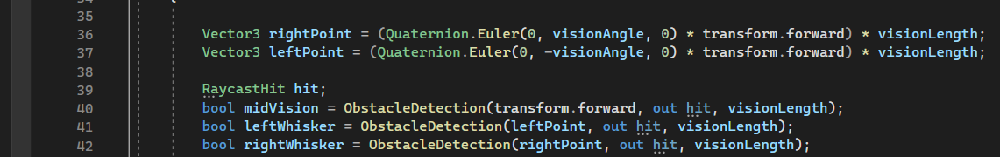 35
36 Vector3 rightPoint = (Quaternion.Euler(0, visionAngle, 0) * transform.forward) * visionLength;
37 Vector3 leftPoint = (Quaternion.Euler(0, -visionAngle, 0) * transform.forward) * visionLength;
38
39 RaycastHit hit;
40 bool midVision = ObstacleDetection(transform.forward, out hit, visionLength);
41 bool leftWhisker = ObstacleDetection(leftPoint, out hit, visionLength);
42 bool rightWhisker = ObstacleDetection(rightPoint, out hit, visionLength);